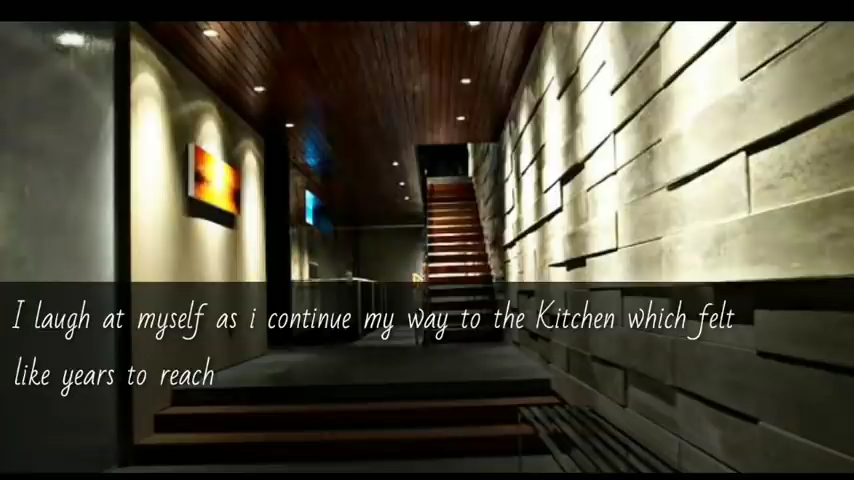 I laugh at myself as i continue my way to the Kitchen which felt
like years to reach